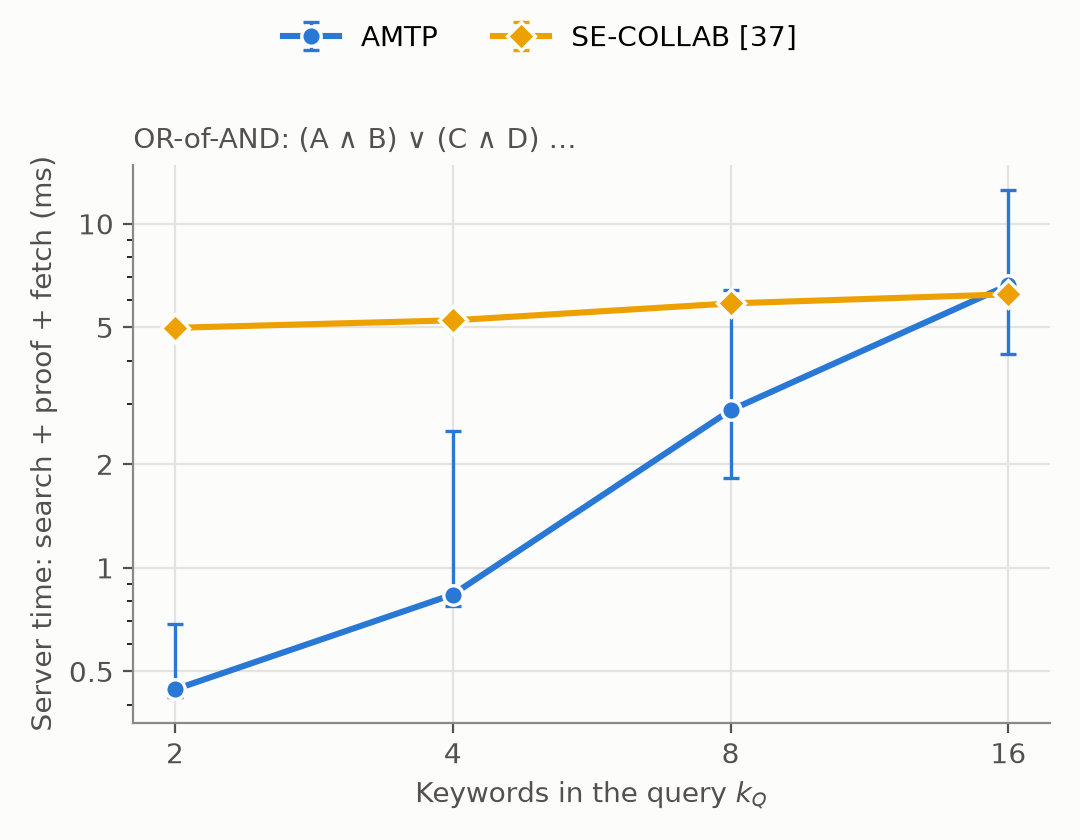 AMTP SE-COLLAB [37]
OR-of-AND: (A ∧ B) ∨ (C ∧ D) ...
Server time: search + proof + fetch (ms)
10
5
2
1
0.5
2 4 8 16
Keywords in the query k_Q